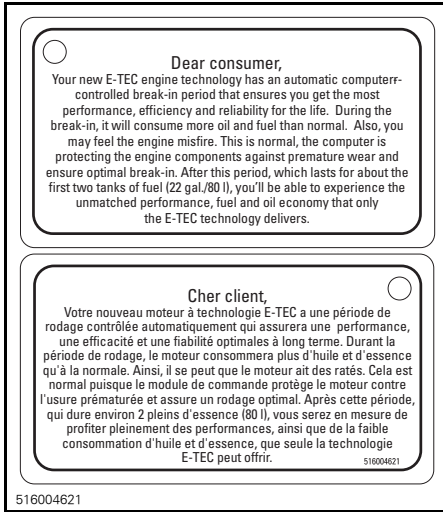 Dear consumer,
Your new E-TEC engine technology has an automatic computerr-
controlled break-in period that ensures you get the most
performance, efficiency and reliability for the life.  During the
break-in, it will consume more oil and fuel than normal.  Also, you
may feel the engine misfire. This is normal, the computer is
protecting the engine components against premature wear and
ensure optimal break-in. After this period, which lasts for about the
first two tanks of fuel (22 gal./80 l), you'll be able to experience the
unmatched performance, fuel and oil economy that only
the E-TEC technology delivers.
Cher client,
Votre nouveau moteur à technologie E-TEC a une période de
rodage contrôlée automatiquement qui assurera une  performance,
une efficacité et une fiabilité optimales à long terme. Durant la
période de rodage, le moteur consommera plus d'huile et d'essence
qu'à la normale. Ainsi, il se peut que le moteur ait des ratés. Cela est
normal puisque le module de commande protège le moteur contre
l'usure prématurée et assure un rodage optimal. Après cette période,
qui dure environ 2 pleins d'essence (80 l), vous serez en mesure de
profiter pleinement des performances, ainsi que de la faible
consommation d'huile et d'essence, que seule la technologie
E-TEC peut offrir.
516004621
516004621